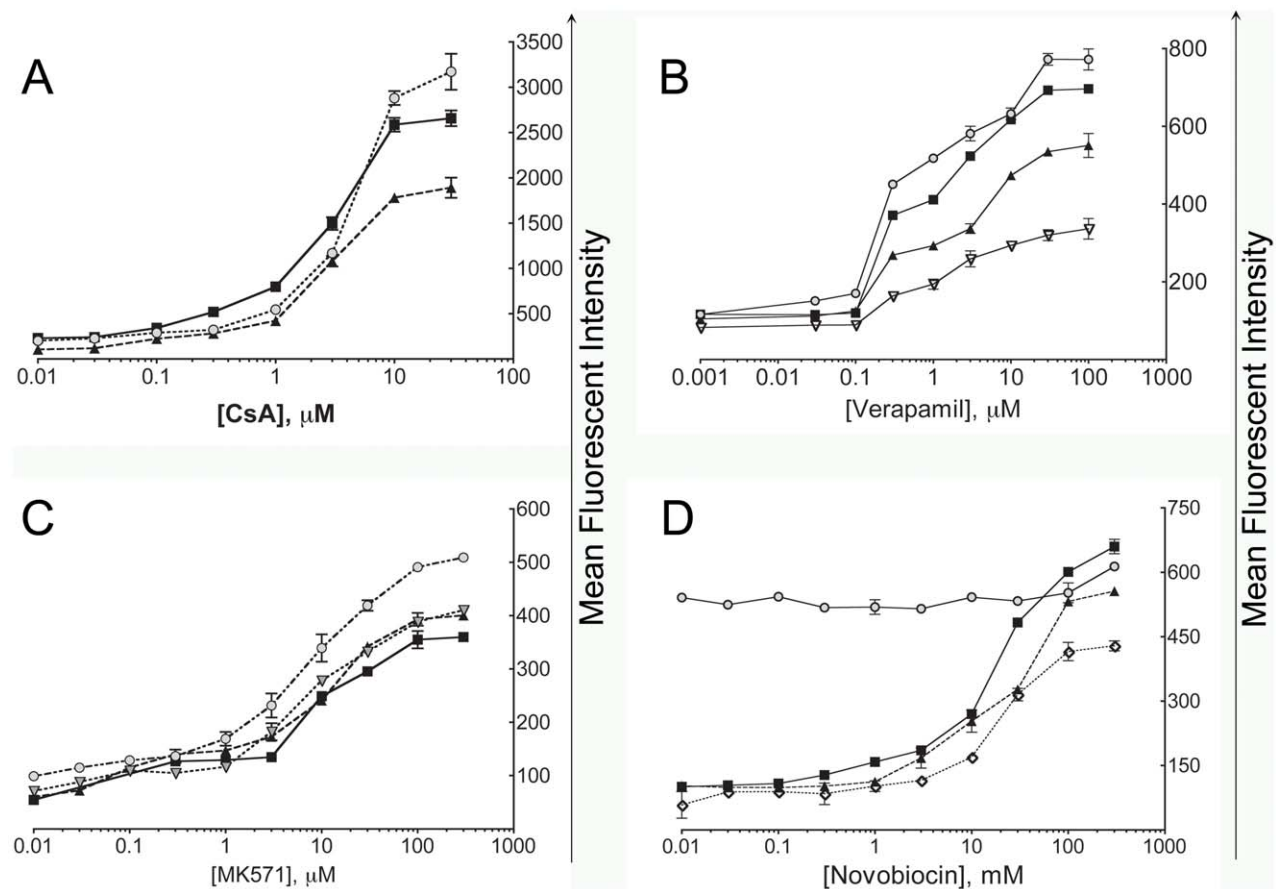 A
3500
3000
2500
2000
1500
1000
500
0.01 0.1 1 10 100
[CsA], μM
Mean Fluorescent Intensity
B
800
600
400
200
0.001 0.01 0.1 1 10 100 1000
[Verapamil], μM
Mean Fluorescent Intensity
C
600
500
400
300
200
100
0.01 0.1 1 10 100 1000
[MK571], μM
D
750
600
450
300
150
0.01 0.1 1 10 100 1000
[Novobiocin], mM